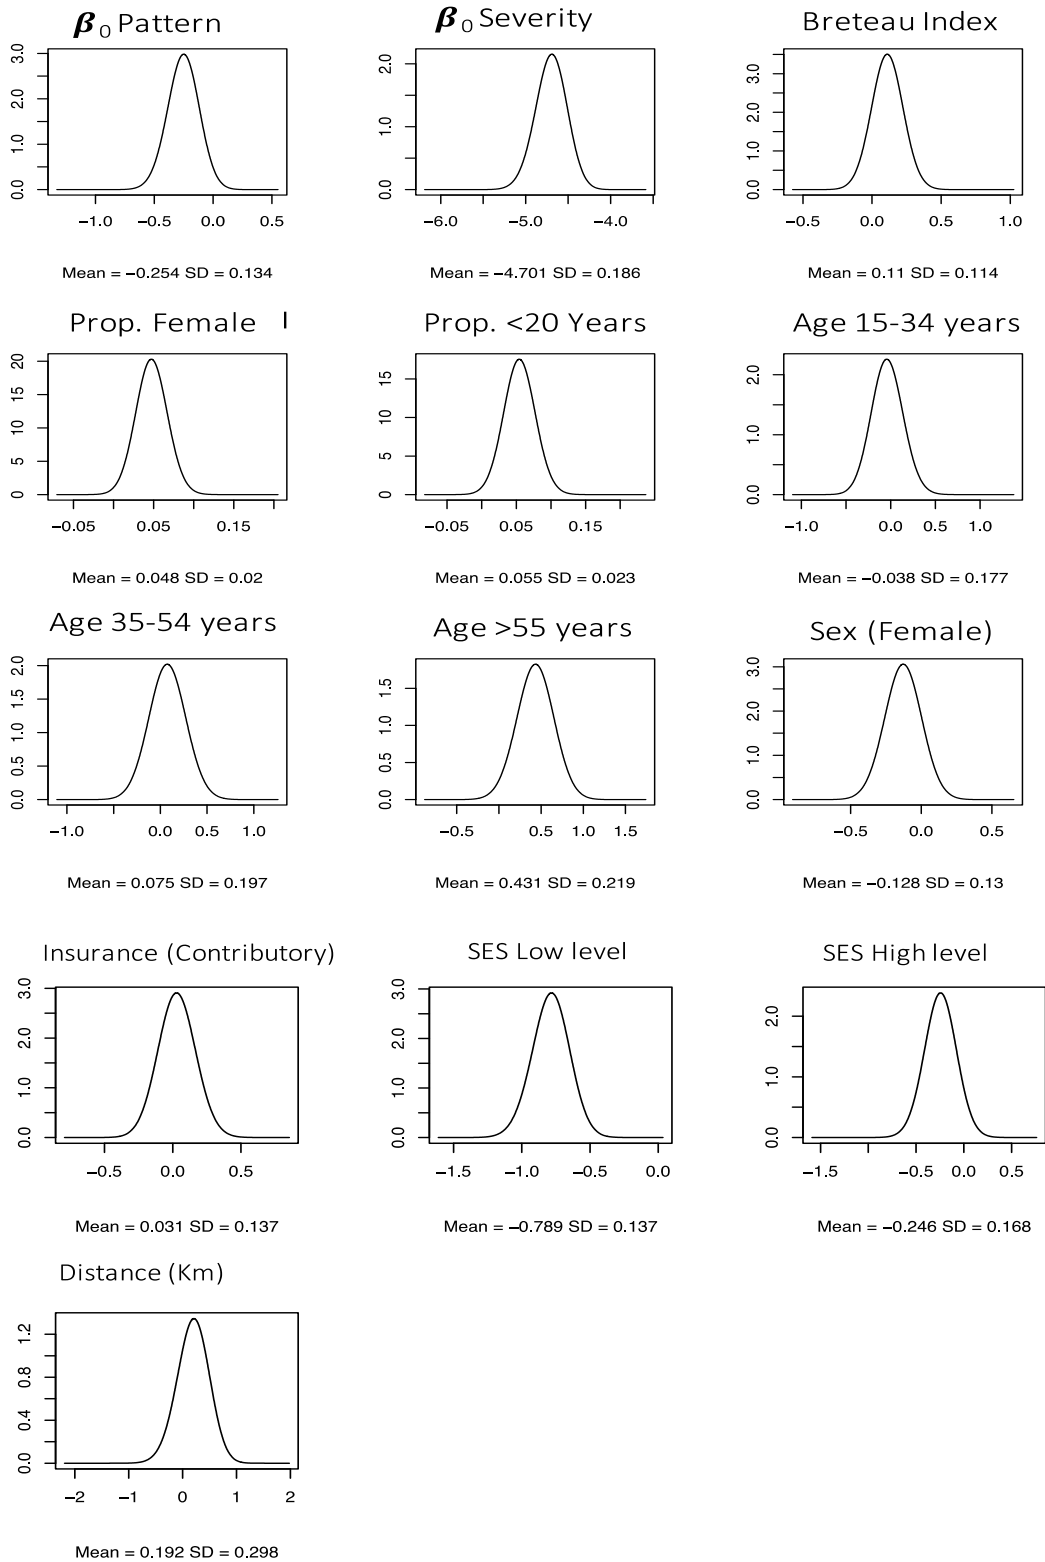 β₀ Pattern
β₀ Severity
Breteau Index
0.0 1.0 2.0 3.0
−1.0 −0.5 0.0 0.5
0.0 1.0 2.0
−6.0 −5.0 −4.0
0.0 1.0 2.0 3.0
−0.5 0.0 0.5 1.0
Mean = −0.254 SD = 0.134
Mean = −4.701 SD = 0.186
Mean = 0.11 SD = 0.114
Prop. Female I
Prop. <20 Years
Age 15-34 years
0 5 10 15 20
−0.05 0.05 0.15
0 5 10 15
−0.05 0.05 0.15
0.0 1.0 2.0
−1.0 0.0 0.5 1.0
Mean = 0.048 SD = 0.02
Mean = 0.055 SD = 0.023
Mean = −0.038 SD = 0.177
Age 35-54 years
Age >55 years
Sex (Female)
0.0 0.5 1.0 1.5 2.0
−1.0 0.0 0.5 1.0
0.0 0.5 1.0 1.5
−0.5 0.5 1.0 1.5
0.0 1.0 2.0 3.0
−0.5 0.0 0.5
Mean = 0.075 SD = 0.197
Mean = 0.431 SD = 0.219
Mean = −0.128 SD = 0.13
Insurance (Contributory)
SES Low level
SES High level
0.0 1.0 2.0 3.0
−0.5 0.0 0.5
0.0 1.0 2.0 3.0
−1.5 −1.0 −0.5 0.0
0.0 1.0 2.0
−1.5 −0.5 0.0 0.5
Mean = 0.031 SD = 0.137
Mean = −0.789 SD = 0.137
Mean = −0.246 SD = 0.168
Distance (Km)
0.0 0.4 0.8 1.2
−2 −1 0 1 2
Mean = 0.192 SD = 0.298